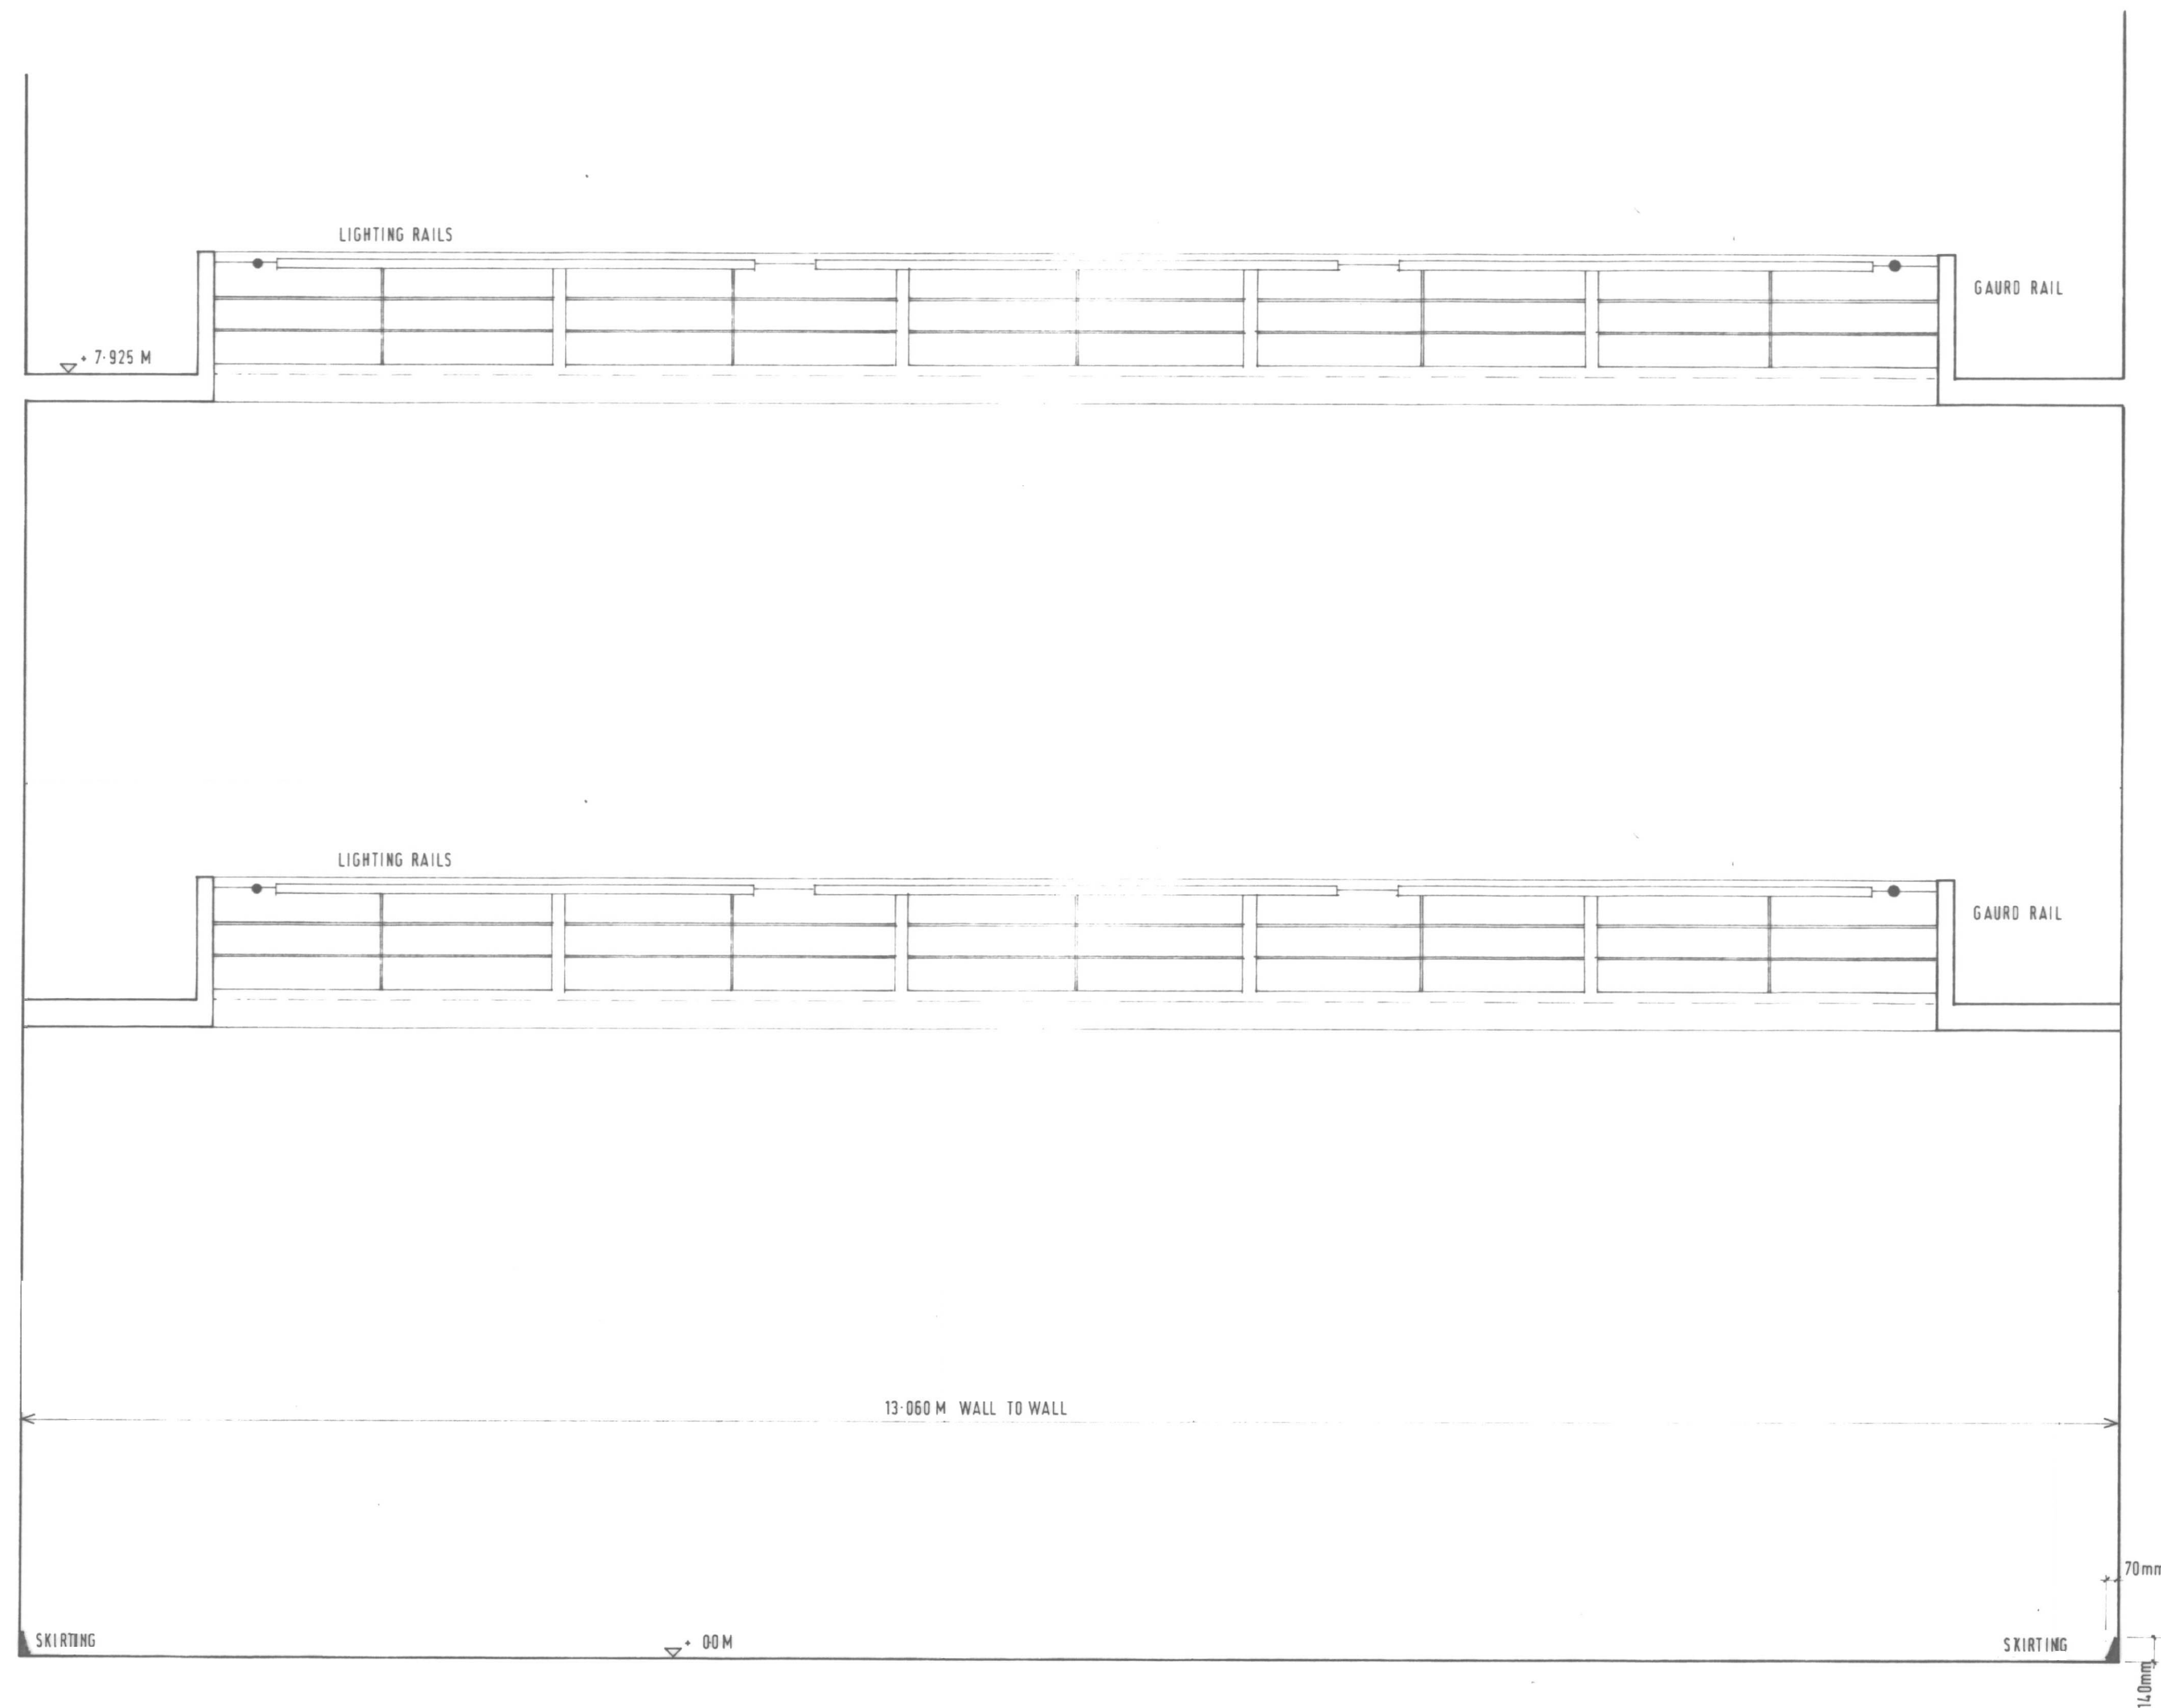 LIGHTING RAILS
GAURD RAIL
+ 7·925 M
LIGHTING RAILS
GAURD RAIL
13·060 M WALL TO WALL
70mm
SKIRTING
+ 0·0 M
SKIRTING
140mm